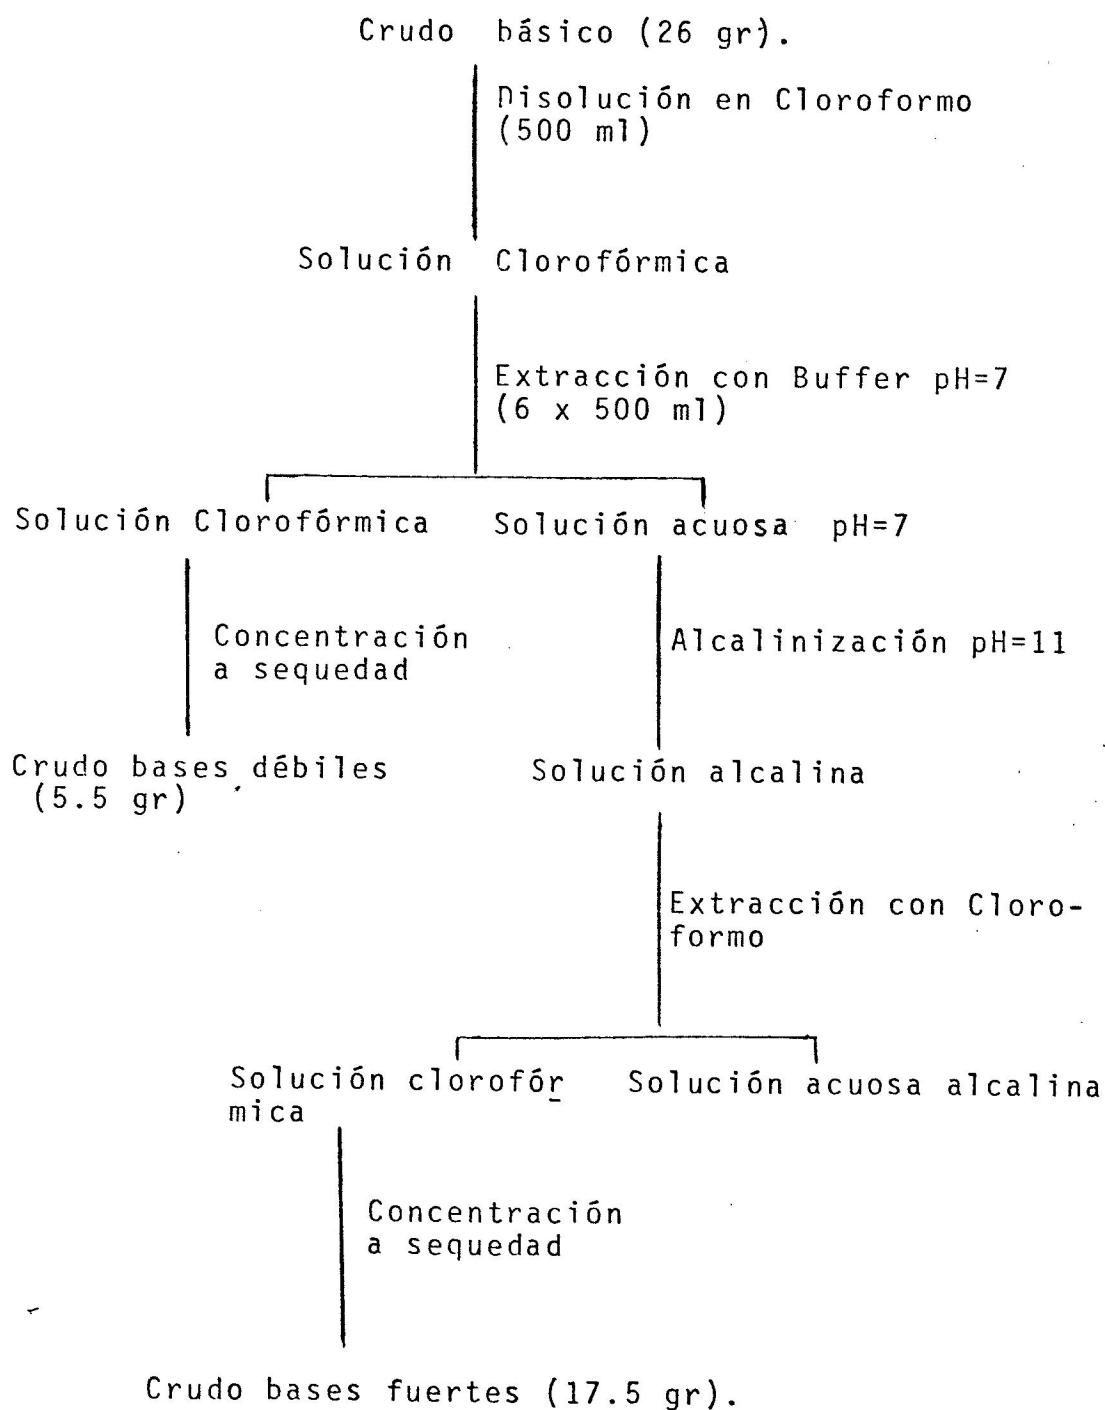 Crudo básico (26 gr).
Disolución en Cloroformo
(500 ml)
Solución Clorofórmica
Extracción con Buffer pH=7
(6 x 500 ml)
Solución Clorofórmica
Solución acuosa pH=7
Concentración
a sequedad
Alcalinización pH=11
Crudo bases débiles
(5.5 gr)
Solución alcalina
Extracción con Cloro-
formo
Solución clorofór
mica
Solución acuosa alcalina
Concentración
a sequedad
Crudo bases fuertes (17.5 gr).